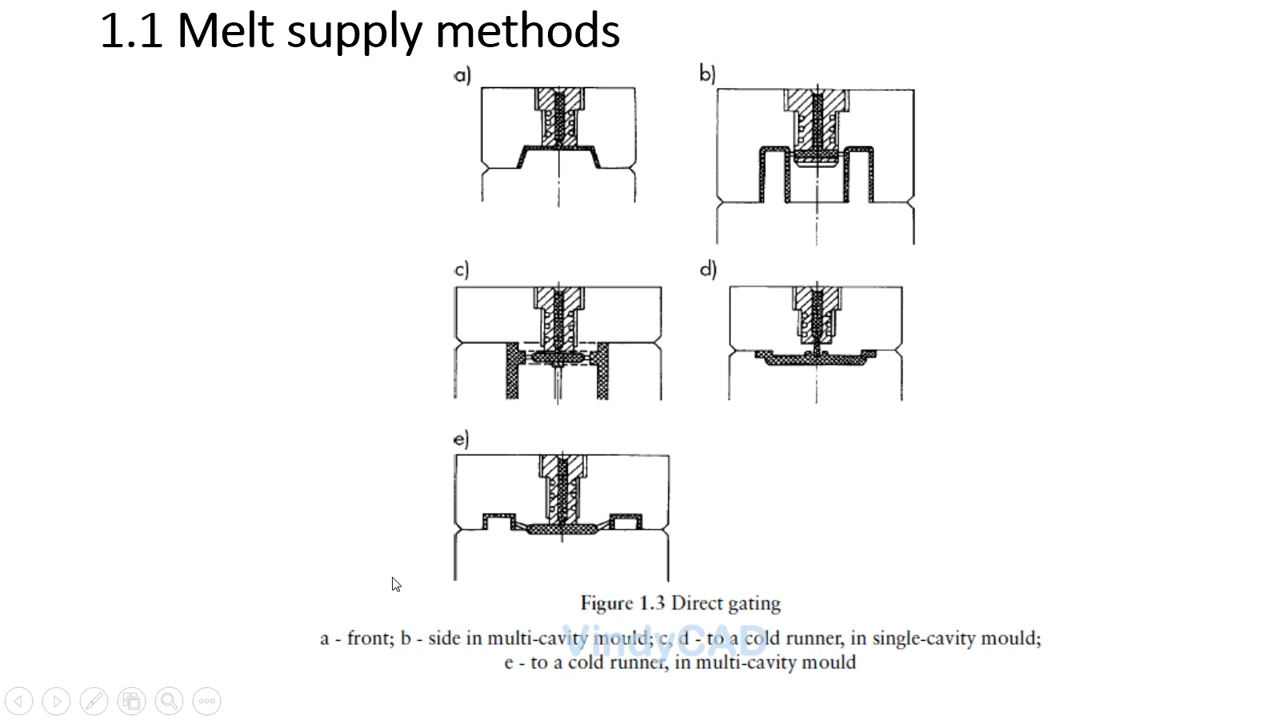 1.1 Melt supply methods
a)
b)
c)
d)
e)
Figure 1.3 Direct gating
a - front; b - side in multi-cavity mould; c, d - to a cold runner, in single-cavity mould;
e - to a cold runner, in multi-cavity mould
VindyCAD